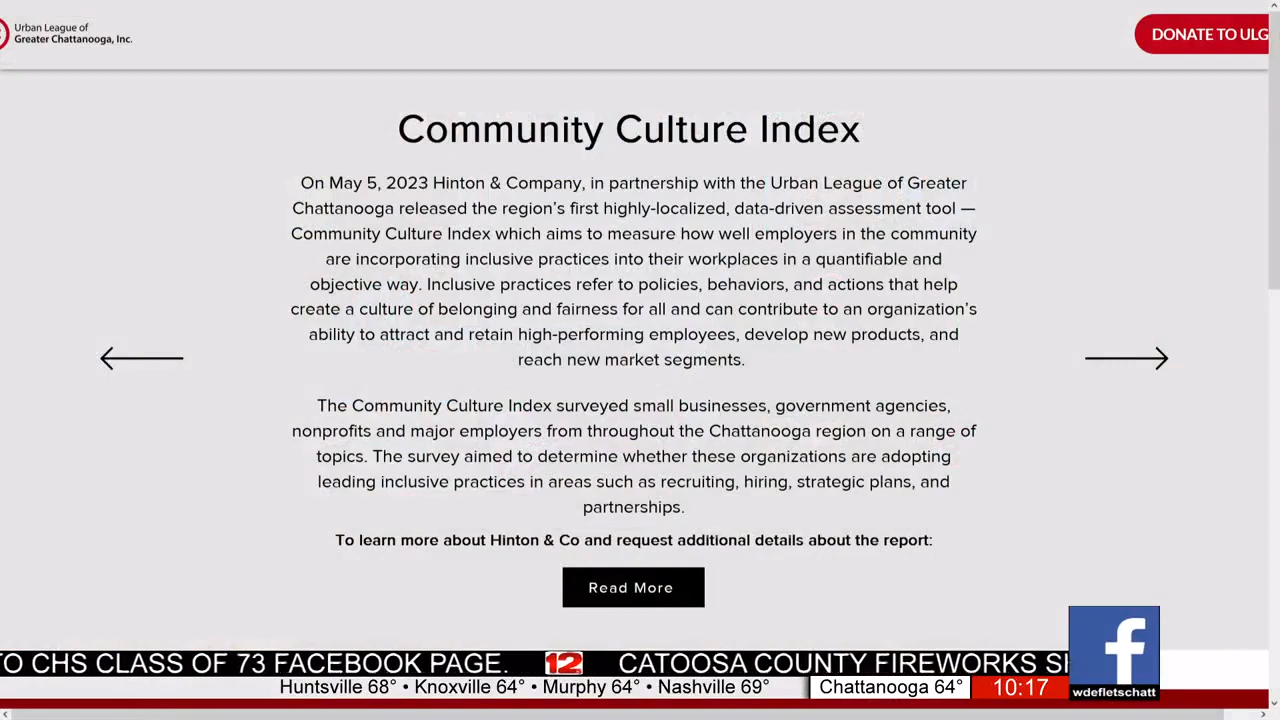 Urban League of
Greater Chattanooga, Inc.
DONATE TO ULG
Community Culture Index
On May 5, 2023 Hinton & Company, in partnership with the Urban League of Greater
Chattanooga released the region's first highly-localized, data-driven assessment tool —
Community Culture Index which aims to measure how well employers in the community
are incorporating inclusive practices into their workplaces in a quantifiable and
objective way. Inclusive practices refer to policies, behaviors, and actions that help
create a culture of belonging and fairness for all and can contribute to an organization's
ability to attract and retain high-performing employees, develop new products, and
reach new market segments.
The Community Culture Index surveyed small businesses, government agencies,
nonprofits and major employers from throughout the Chattanooga region on a range of
topics. The survey aimed to determine whether these organizations are adopting
leading inclusive practices in areas such as recruiting, hiring, strategic plans, and
partnerships.
To learn more about Hinton & Co and request additional details about the report:
Read More
TO CHS CLASS OF 73 FACEBOOK PAGE. 12 CATOOSA COUNTY FIREWORKS S
f
wdefletschatt
Huntsville 68° • Knoxville 64° • Murphy 64° • Nashville 69° Chattanooga 64° 10:17